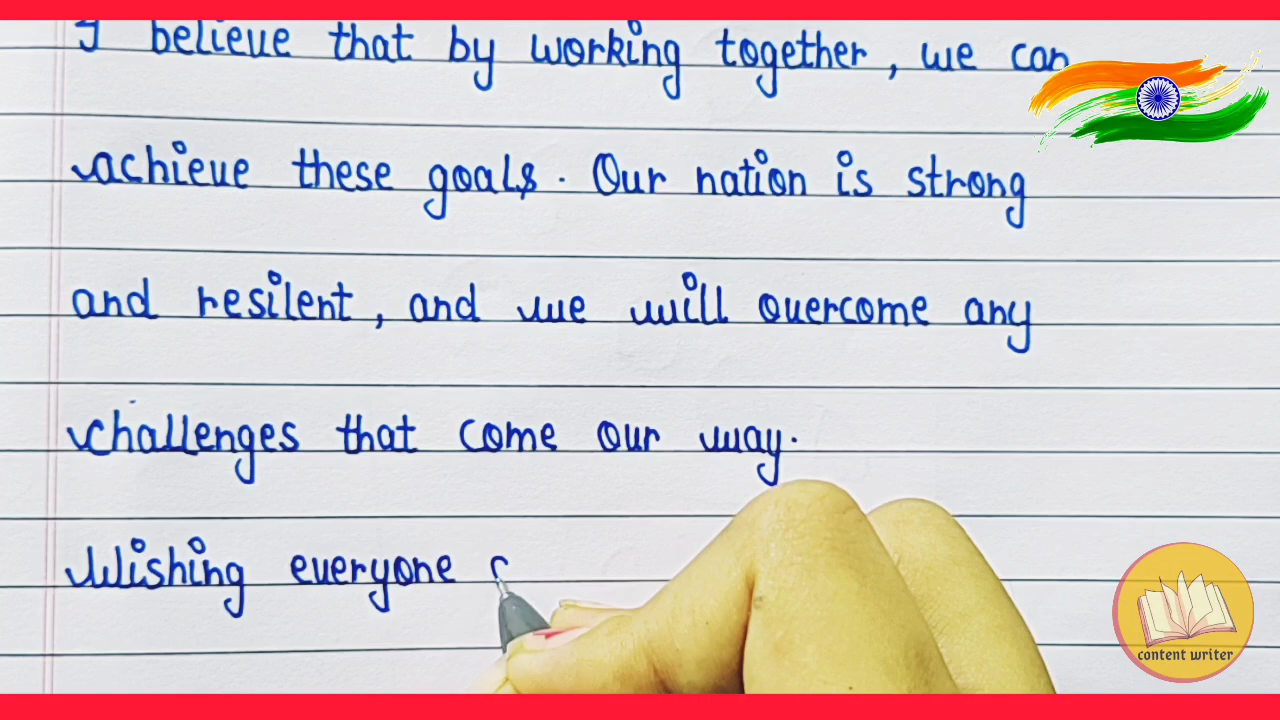 I believe that by working together, we can
achieve these goals. Our nation is strong
and resilent, and we will overcome any
challenges that come our way.
Wishing everyone
content writer